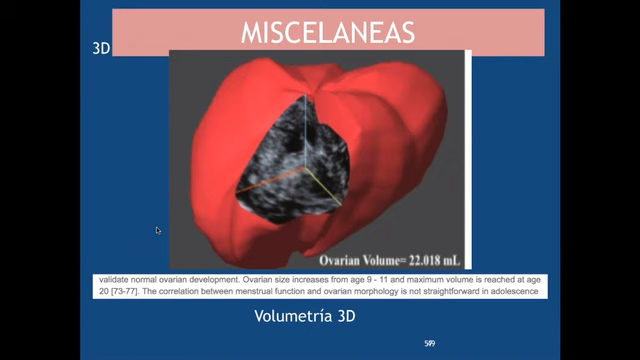 MISCELANEAS
3D
Ovarian Volume= 22.018 mL
validate normal ovarian development. Ovarian size increases from age 9 - 11 and maximum volume is reached at age
20 [73-77]. The correlation between menstrual function and ovarian morphology is not straightforward in adolescence
Volumetría 3D